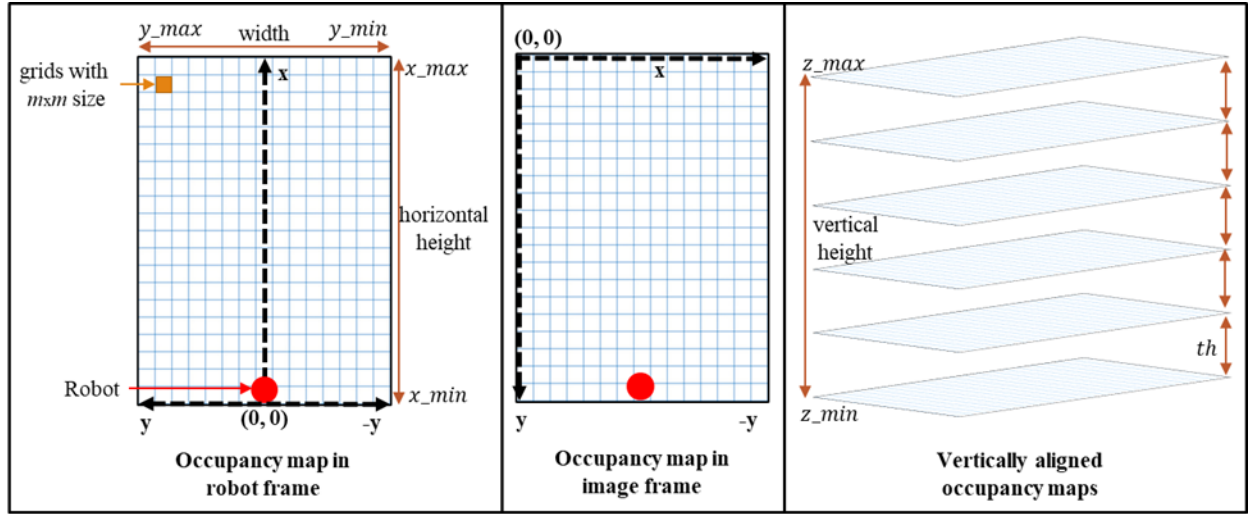 y_max
width
y_min
grids with
mxm size
x
x_max
horizontal
height
Robot
x_min
y
(0, 0)
-y
Occupancy map in
robot frame
(0, 0)
x
y
-y
Occupancy map in
image frame
z_max
vertical
height
th
z_min
Vertically aligned
occupancy maps